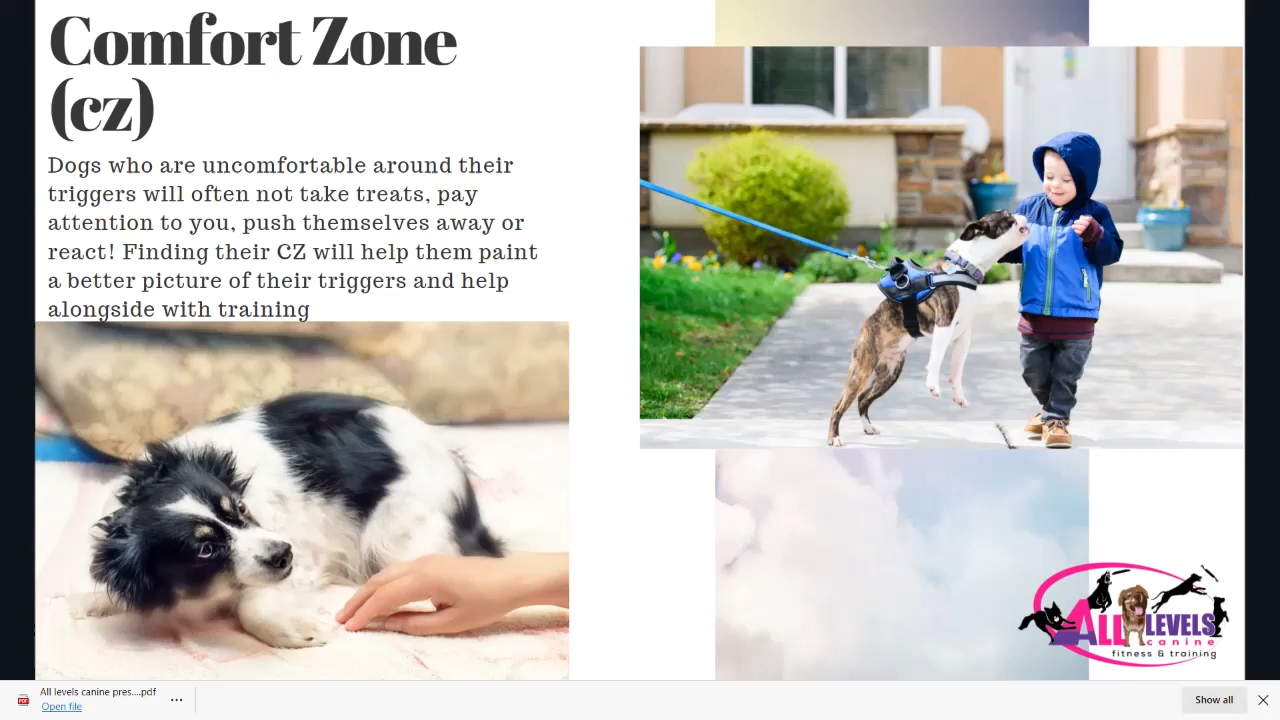 Comfort Zone
(cz)
Dogs who are uncomfortable around their
triggers will often not take treats, pay
attention to you, push themselves away or
react! Finding their CZ will help them paint
a better picture of their triggers and help
alongside with training
ALL LEVELS
canine
fitness & training
PDF
All levels canine pres....pdf
Open file
Show all